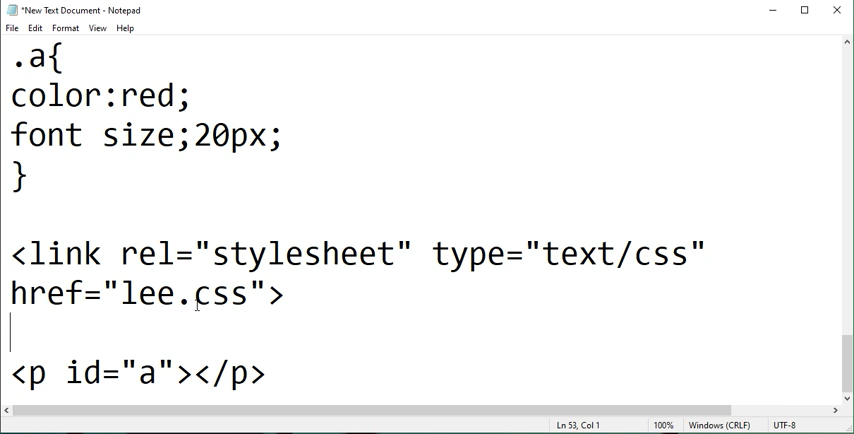 *New Text Document - Notepad
File Edit Format View Help
.a{
color:red;
font size;20px;
}
<link rel="stylesheet" type="text/css"
href="lee.css">
<p id="a"></p>
Ln 53, Col 1 100% Windows (CRLF) UTF-8